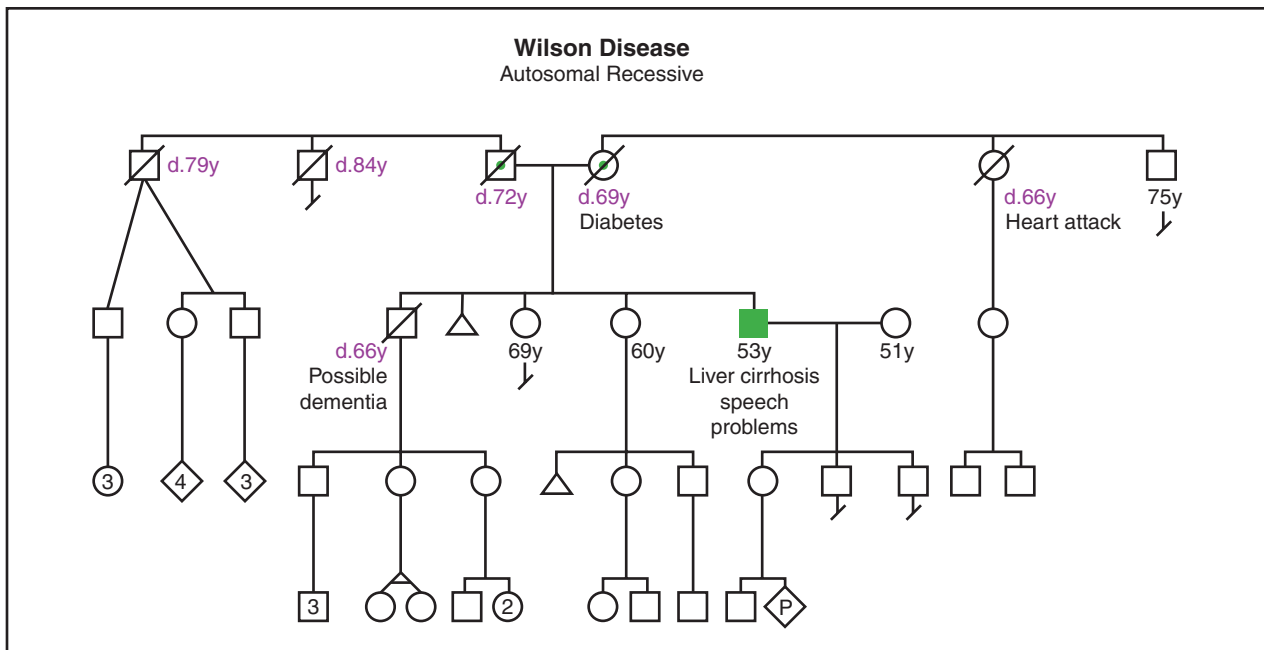 Wilson Disease
Autosomal Recessive
d.79y
d.84y
d.72y
d.69y
Diabetes
d.66y
Heart attack
75y
d.66y
Possible
dementia
69y
60y
53y
Liver cirrhosis
speech
problems
51y
3
4
3
3
2
P